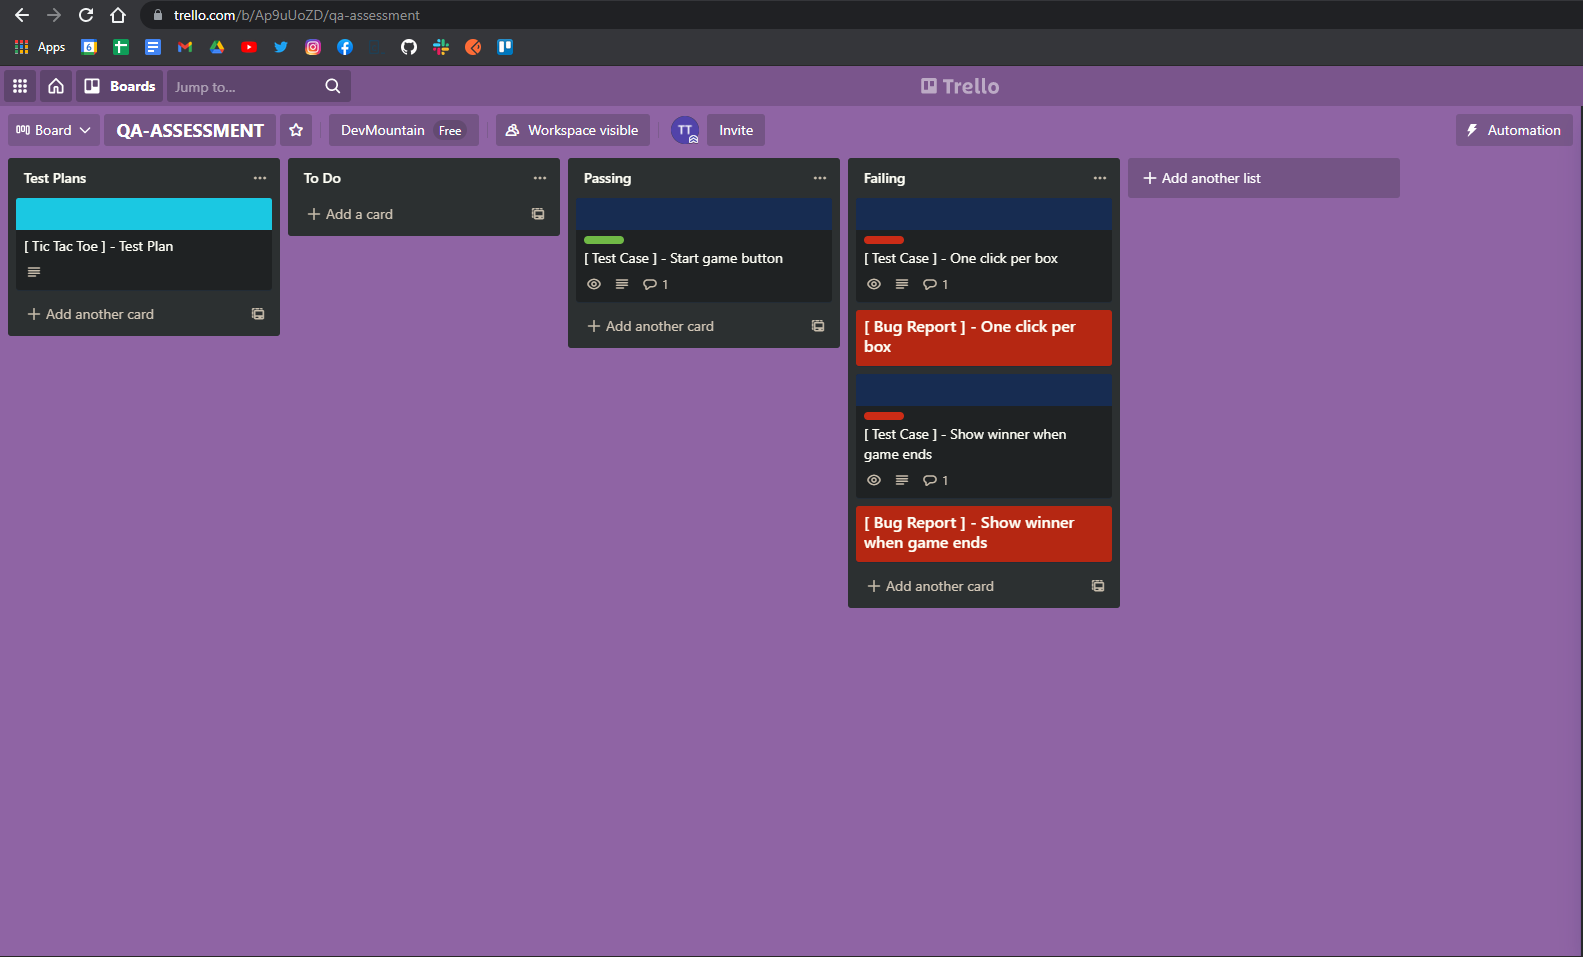 trello.com/b/Ap9uUoZD/qa-assessment
Apps
6
Boards
Jump to...
Trello
Board
QA-ASSESSMENT
DevMountain Free
Workspace visible
TT
Invite
Automation
Test Plans
[ Tic Tac Toe ] - Test Plan
+ Add another card
To Do
+ Add a card
Passing
[ Test Case ] - Start game button
1
+ Add another card
Failing
[ Test Case ] - One click per box
1
[ Bug Report ] - One click per
box
[ Test Case ] - Show winner when
game ends
1
[ Bug Report ] - Show winner
when game ends
+ Add another card
+ Add another list